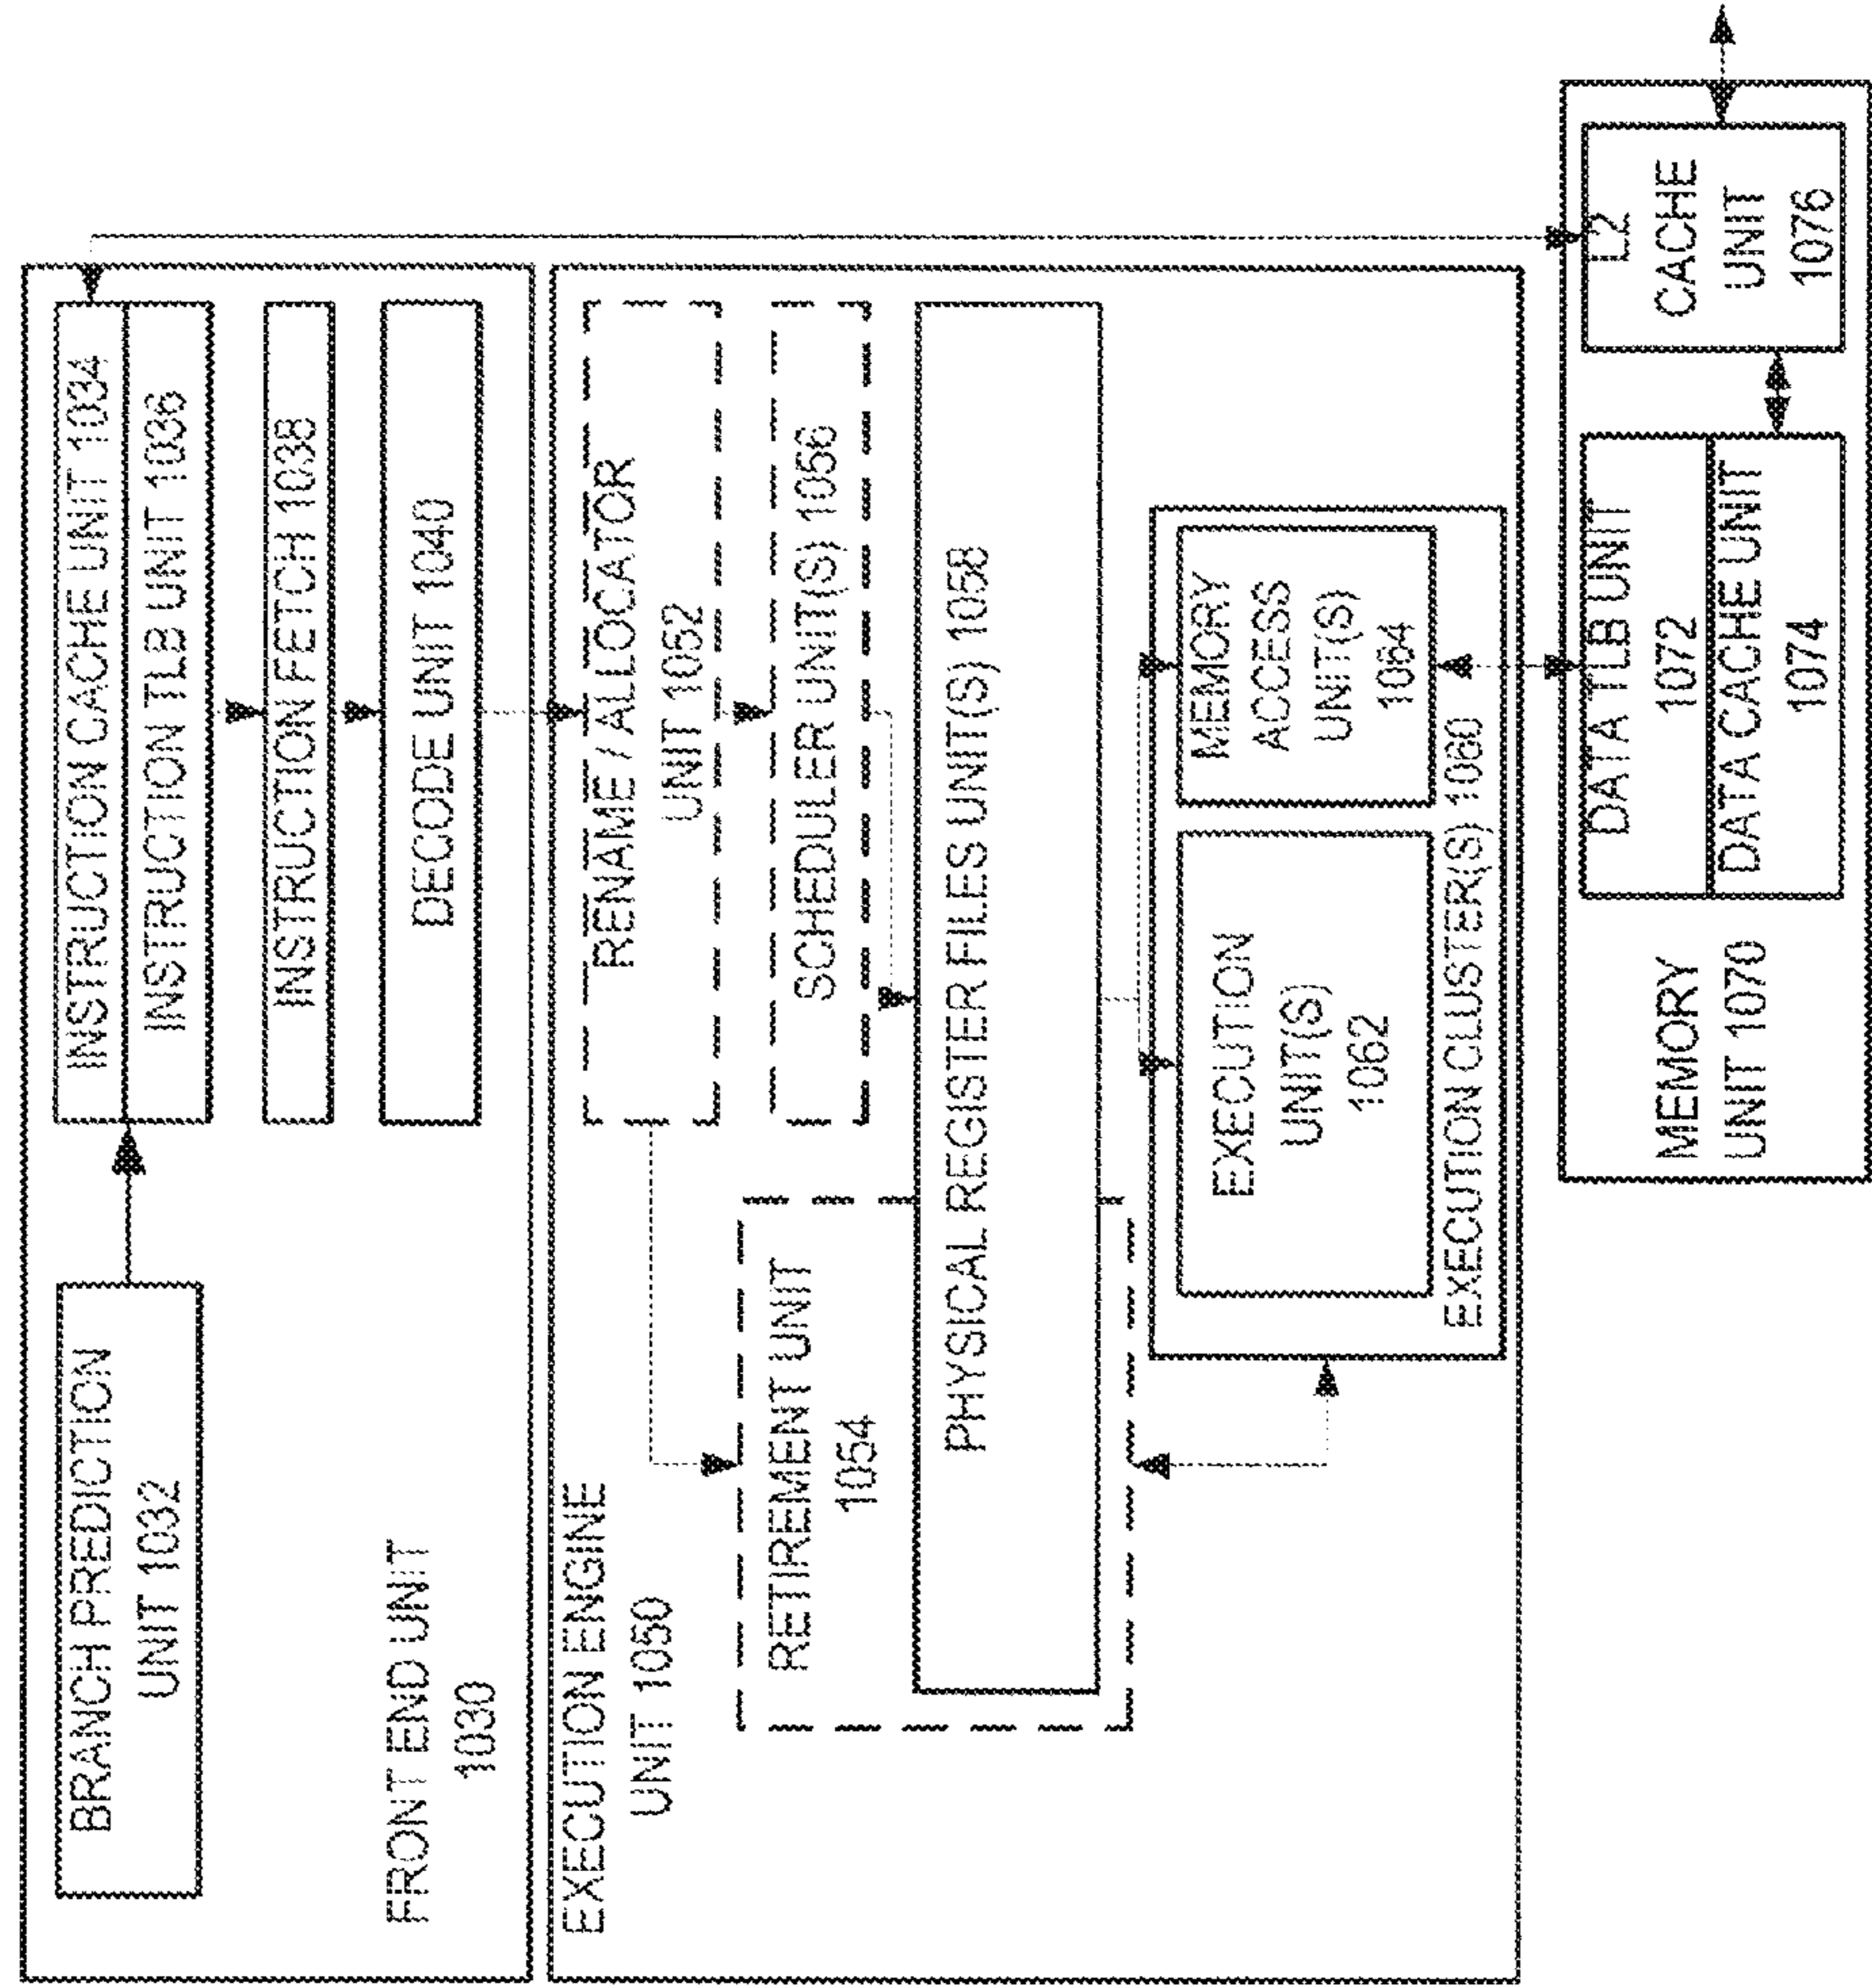 BRANCH PREDICTION
UNIT 1032
INSTRUCTION CACHE UNIT 1034
INSTRUCTION TLB UNIT 1036
INSTRUCTION FETCH 1038
DECODE UNIT 1040
FRONT END UNIT
1030
EXECUTION ENGINE
UNIT 1050
RENAME / ALLOCATOR
UNIT 1052
SCHEDULER UNIT(S) 1056
RETIREMENT UNIT
1054
PHYSICAL REGISTER FILES UNIT(S) 1058
EXECUTION
UNIT(S)
1062
MEMORY
ACCESS
UNIT(S)
1064
EXECUTION CLUSTER(S) 1060
MEMORY
UNIT 1070
DATA TLB UNIT
1072
DATA CACHE UNIT
1074
L2
CACHE
UNIT
1076